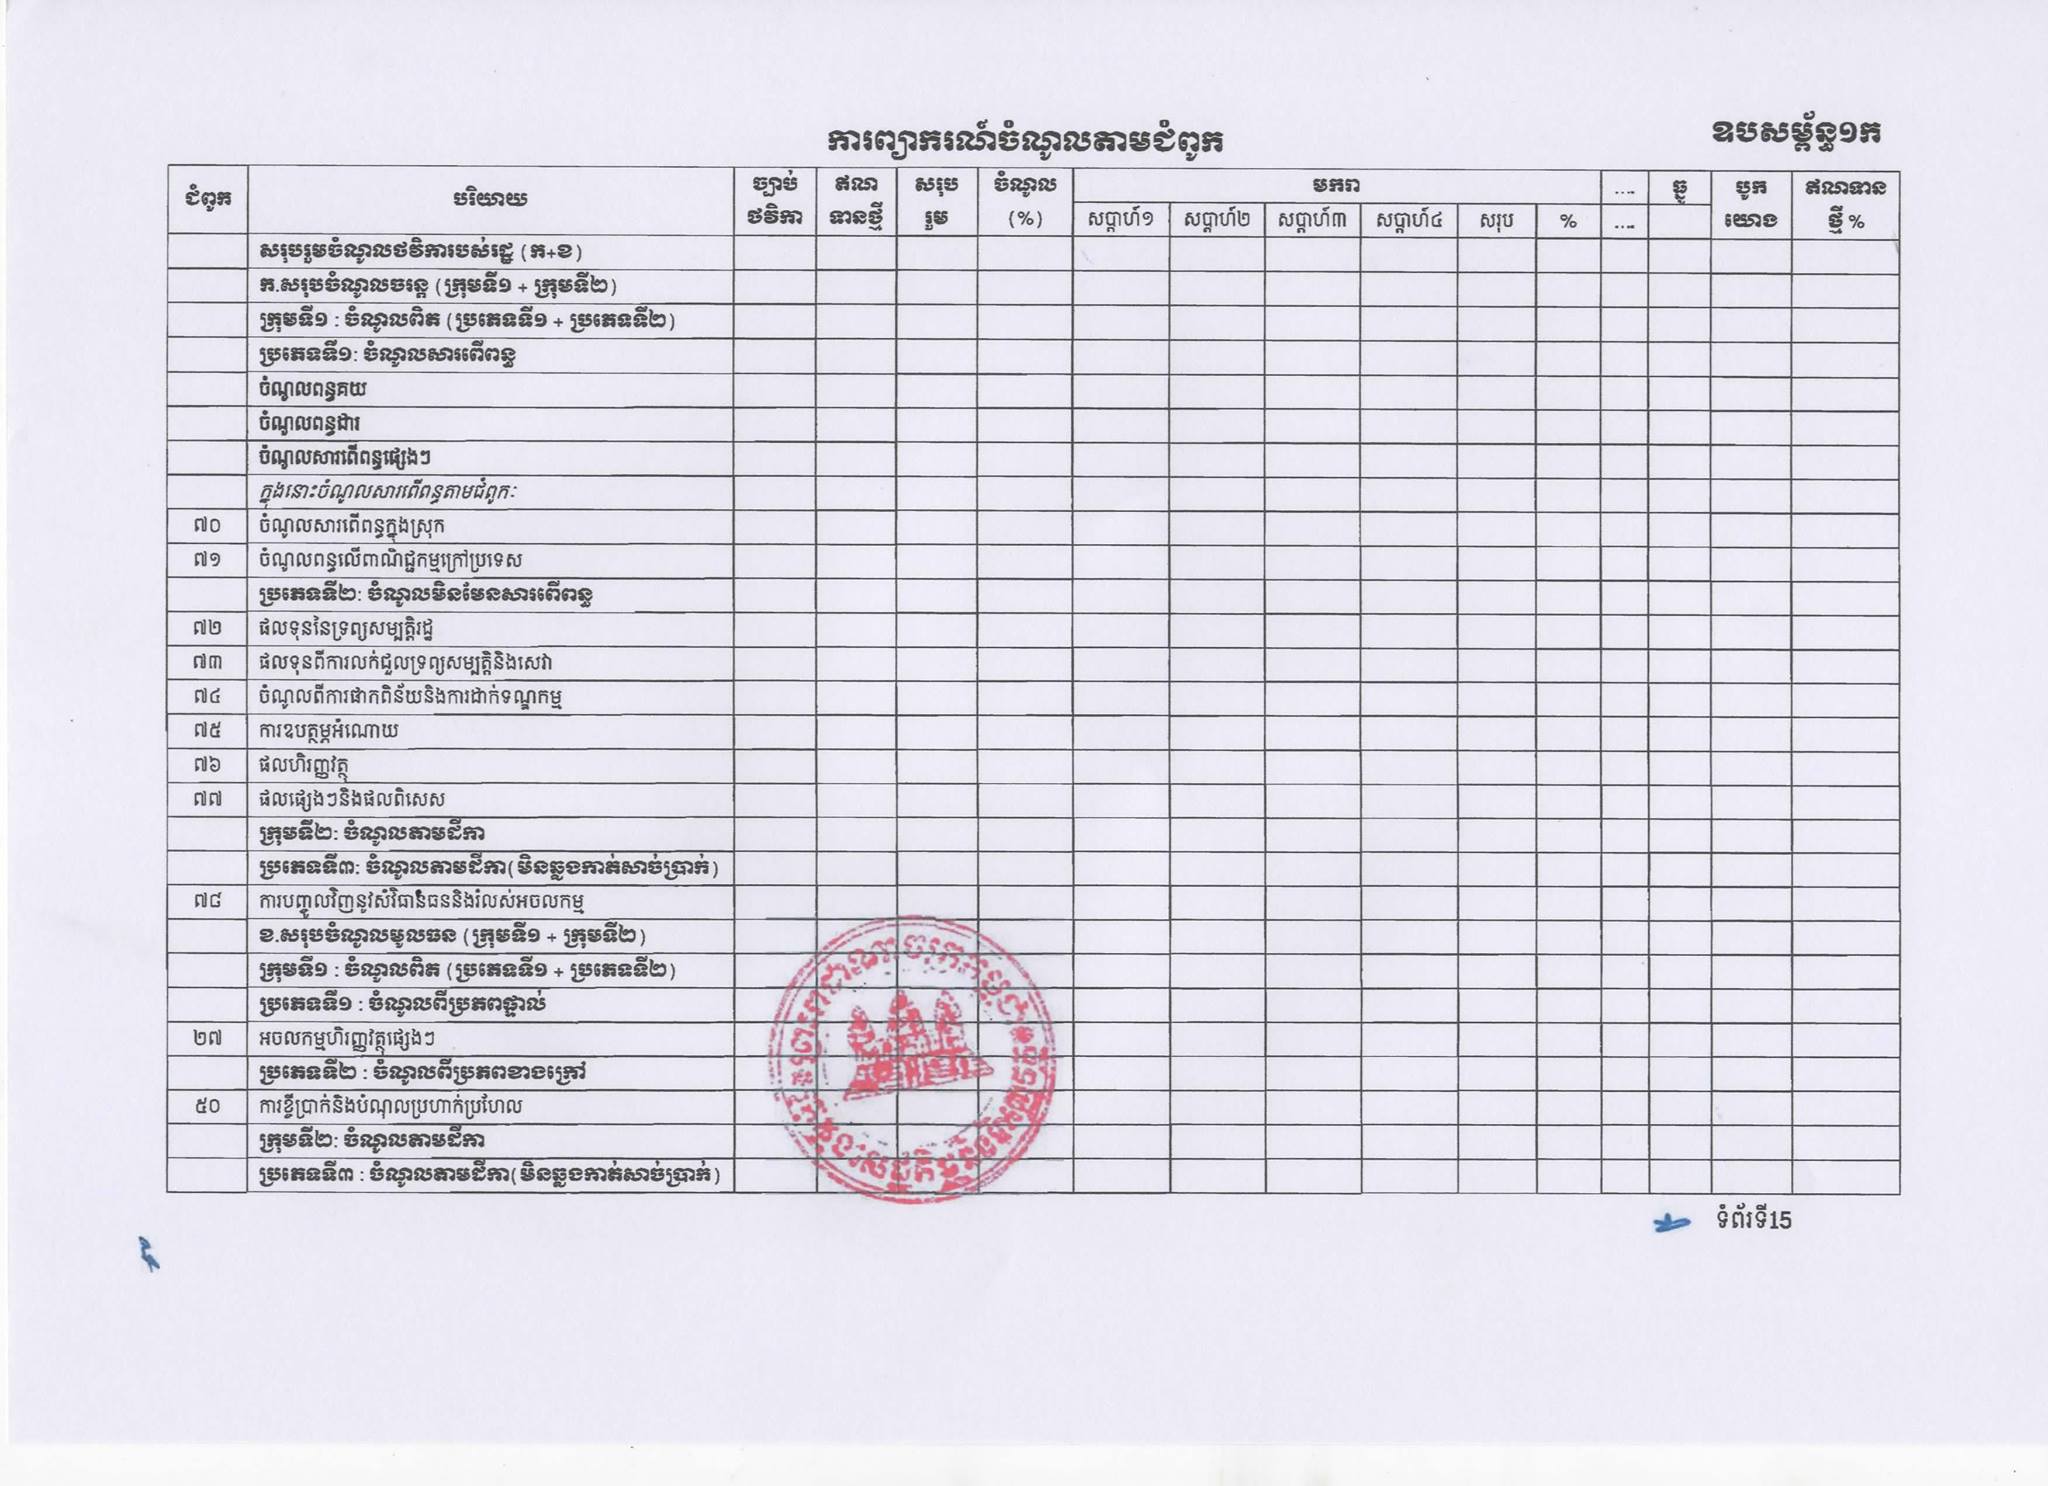 ការព្យាករណ៍ចំណូលតាមជំពូក
ឧបសម្ព័ន្ធ១ក
ជំពូក បរិយាយ ច្បាប់ថវិកា ឥណទានថ្មី សរុបរួម ចំណូល (%) មករា .... ធ្នូ បូកយោង ឥណទានថ្មី %
សប្តាហ៍១ សប្តាហ៍២ សប្តាហ៍៣ សប្តាហ៍៤ សរុប % ....
សរុបរួមចំណូលថវិការបស់រដ្ឋ (ក+ខ)
ក.សរុបចំណូលចរន្ត (ក្រុមទី១ + ក្រុមទី២)
ក្រុមទី១ : ចំណូលពិត (ប្រភេទទី១ + ប្រភេទទី២)
ប្រភេទទី១: ចំណូលសារពើពន្ធ
ចំណូលពន្ធគយ
ចំណូលពន្ធដារ
ចំណូលសារពើពន្ធផ្សេងៗ
ក្នុងនោះចំណូលសារពើពន្ធតាមជំពូក:
៧០ ចំណូលសារពើពន្ធក្នុងស្រុក
៧១ ចំណូលពន្ធលើពាណិជ្ជកម្មក្រៅប្រទេស
ប្រភេទទី២: ចំណូលមិនមែនសារពើពន្ធ
៧២ ផលទុននៃទ្រព្យសម្បត្តិរដ្ឋ
៧៣ ផលទុនពីការលក់ជួលទ្រព្យសម្បត្តិនិងសេវា
៧៤ ចំណូលពីការផាកពិន័យនិងការដាក់ទណ្ឌកម្ម
៧៥ ការឧបត្ថម្ភអំណោយ
៧៦ ផលហិរញ្ញវត្ថុ
៧៧ ផលផ្សេងៗនិងផលពិសេស
ក្រុមទី២: ចំណូលតាមដីកា
ប្រភេទទី៣: ចំណូលតាមដីកា(មិនឆ្លងកាត់សាច់ប្រាក់)
៧៨ ការបញ្ចូលវិញនូវសំវិធានធននិងរំលស់អចលកម្ម
ខ.សរុបចំណូលមូលធន (ក្រុមទី១ + ក្រុមទី២)
ក្រុមទី១ : ចំណូលពិត (ប្រភេទទី១ + ប្រភេទទី២)
ប្រភេទទី១ : ចំណូលពីប្រភពផ្ទាល់
២៧ អចលកម្មហិរញ្ញវត្ថុផ្សេងៗ
ប្រភេទទី២ : ចំណូលពីប្រភពខាងក្រៅ
៥០ ការខ្ចីប្រាក់និងបំណុលប្រហាក់ប្រហែល
ក្រុមទី២: ចំណូលតាមដីកា
ប្រភេទទី៣ : ចំណូលតាមដីកា(មិនឆ្លងកាត់សាច់ប្រាក់)
ទំព័រទី15